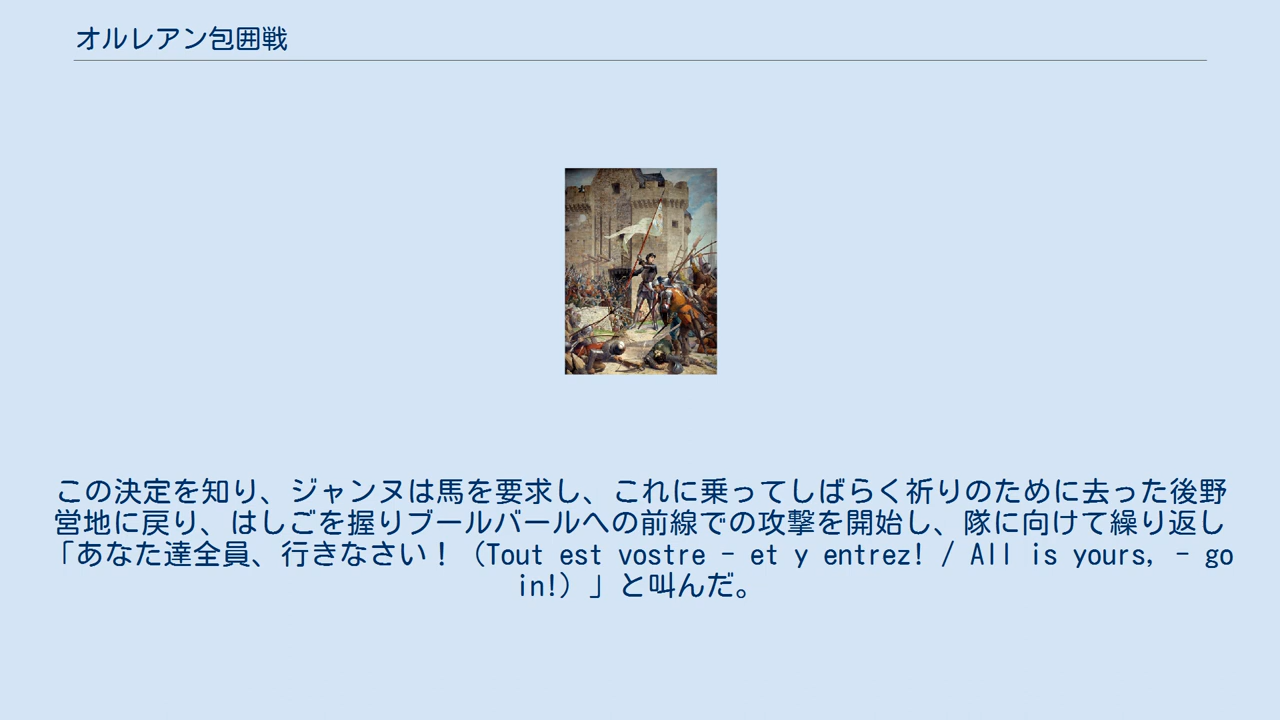 オルレアン包囲戦
この決定を知り、ジャンヌは馬を要求し、これに乗ってしばらく祈りのために去った後野
営地に戻り、はしごを握りブールバールへの前線での攻撃を開始し、隊に向けて繰り返し
「あなた達全員、行きなさい！（Tout est vostre - et y entrez! / All is yours, - go
in!）」と叫んだ。